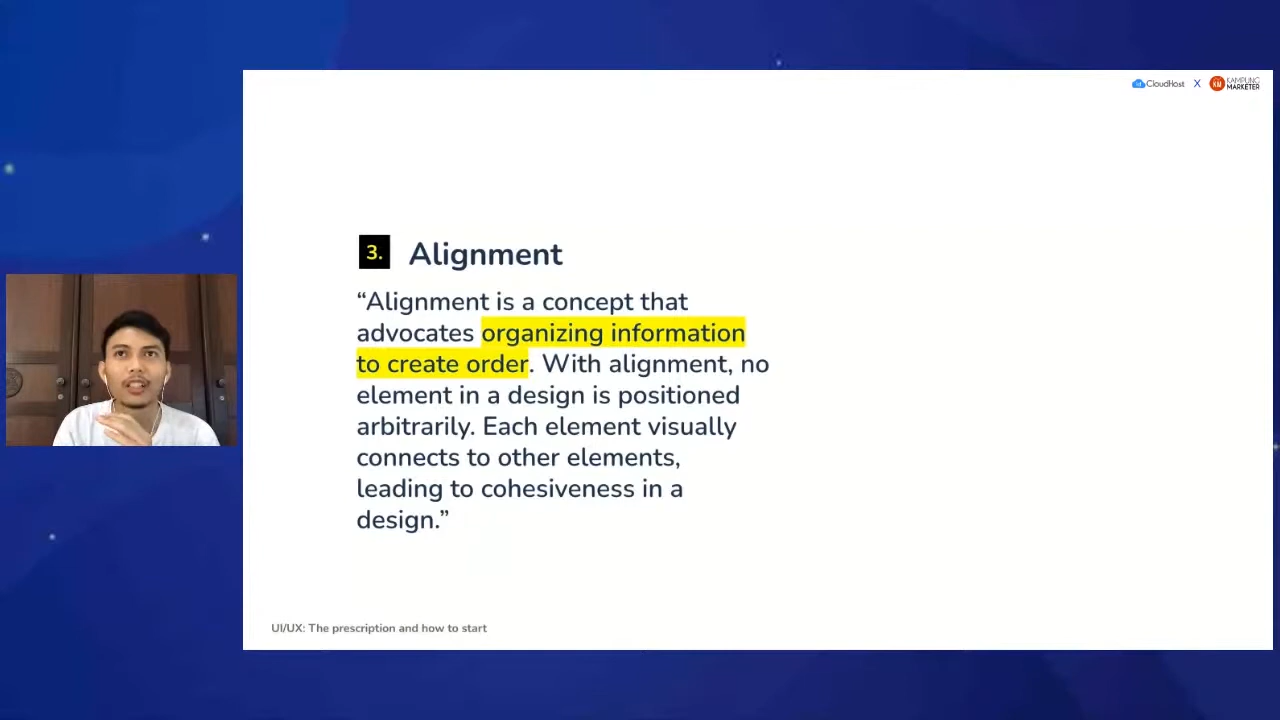 CloudHost X KAMPUNG MARKETER
3. Alignment
“Alignment is a concept that
advocates organizing information
to create order. With alignment, no
element in a design is positioned
arbitrarily. Each element visually
connects to other elements,
leading to cohesiveness in a
design.”
UI/UX: The prescription and how to start